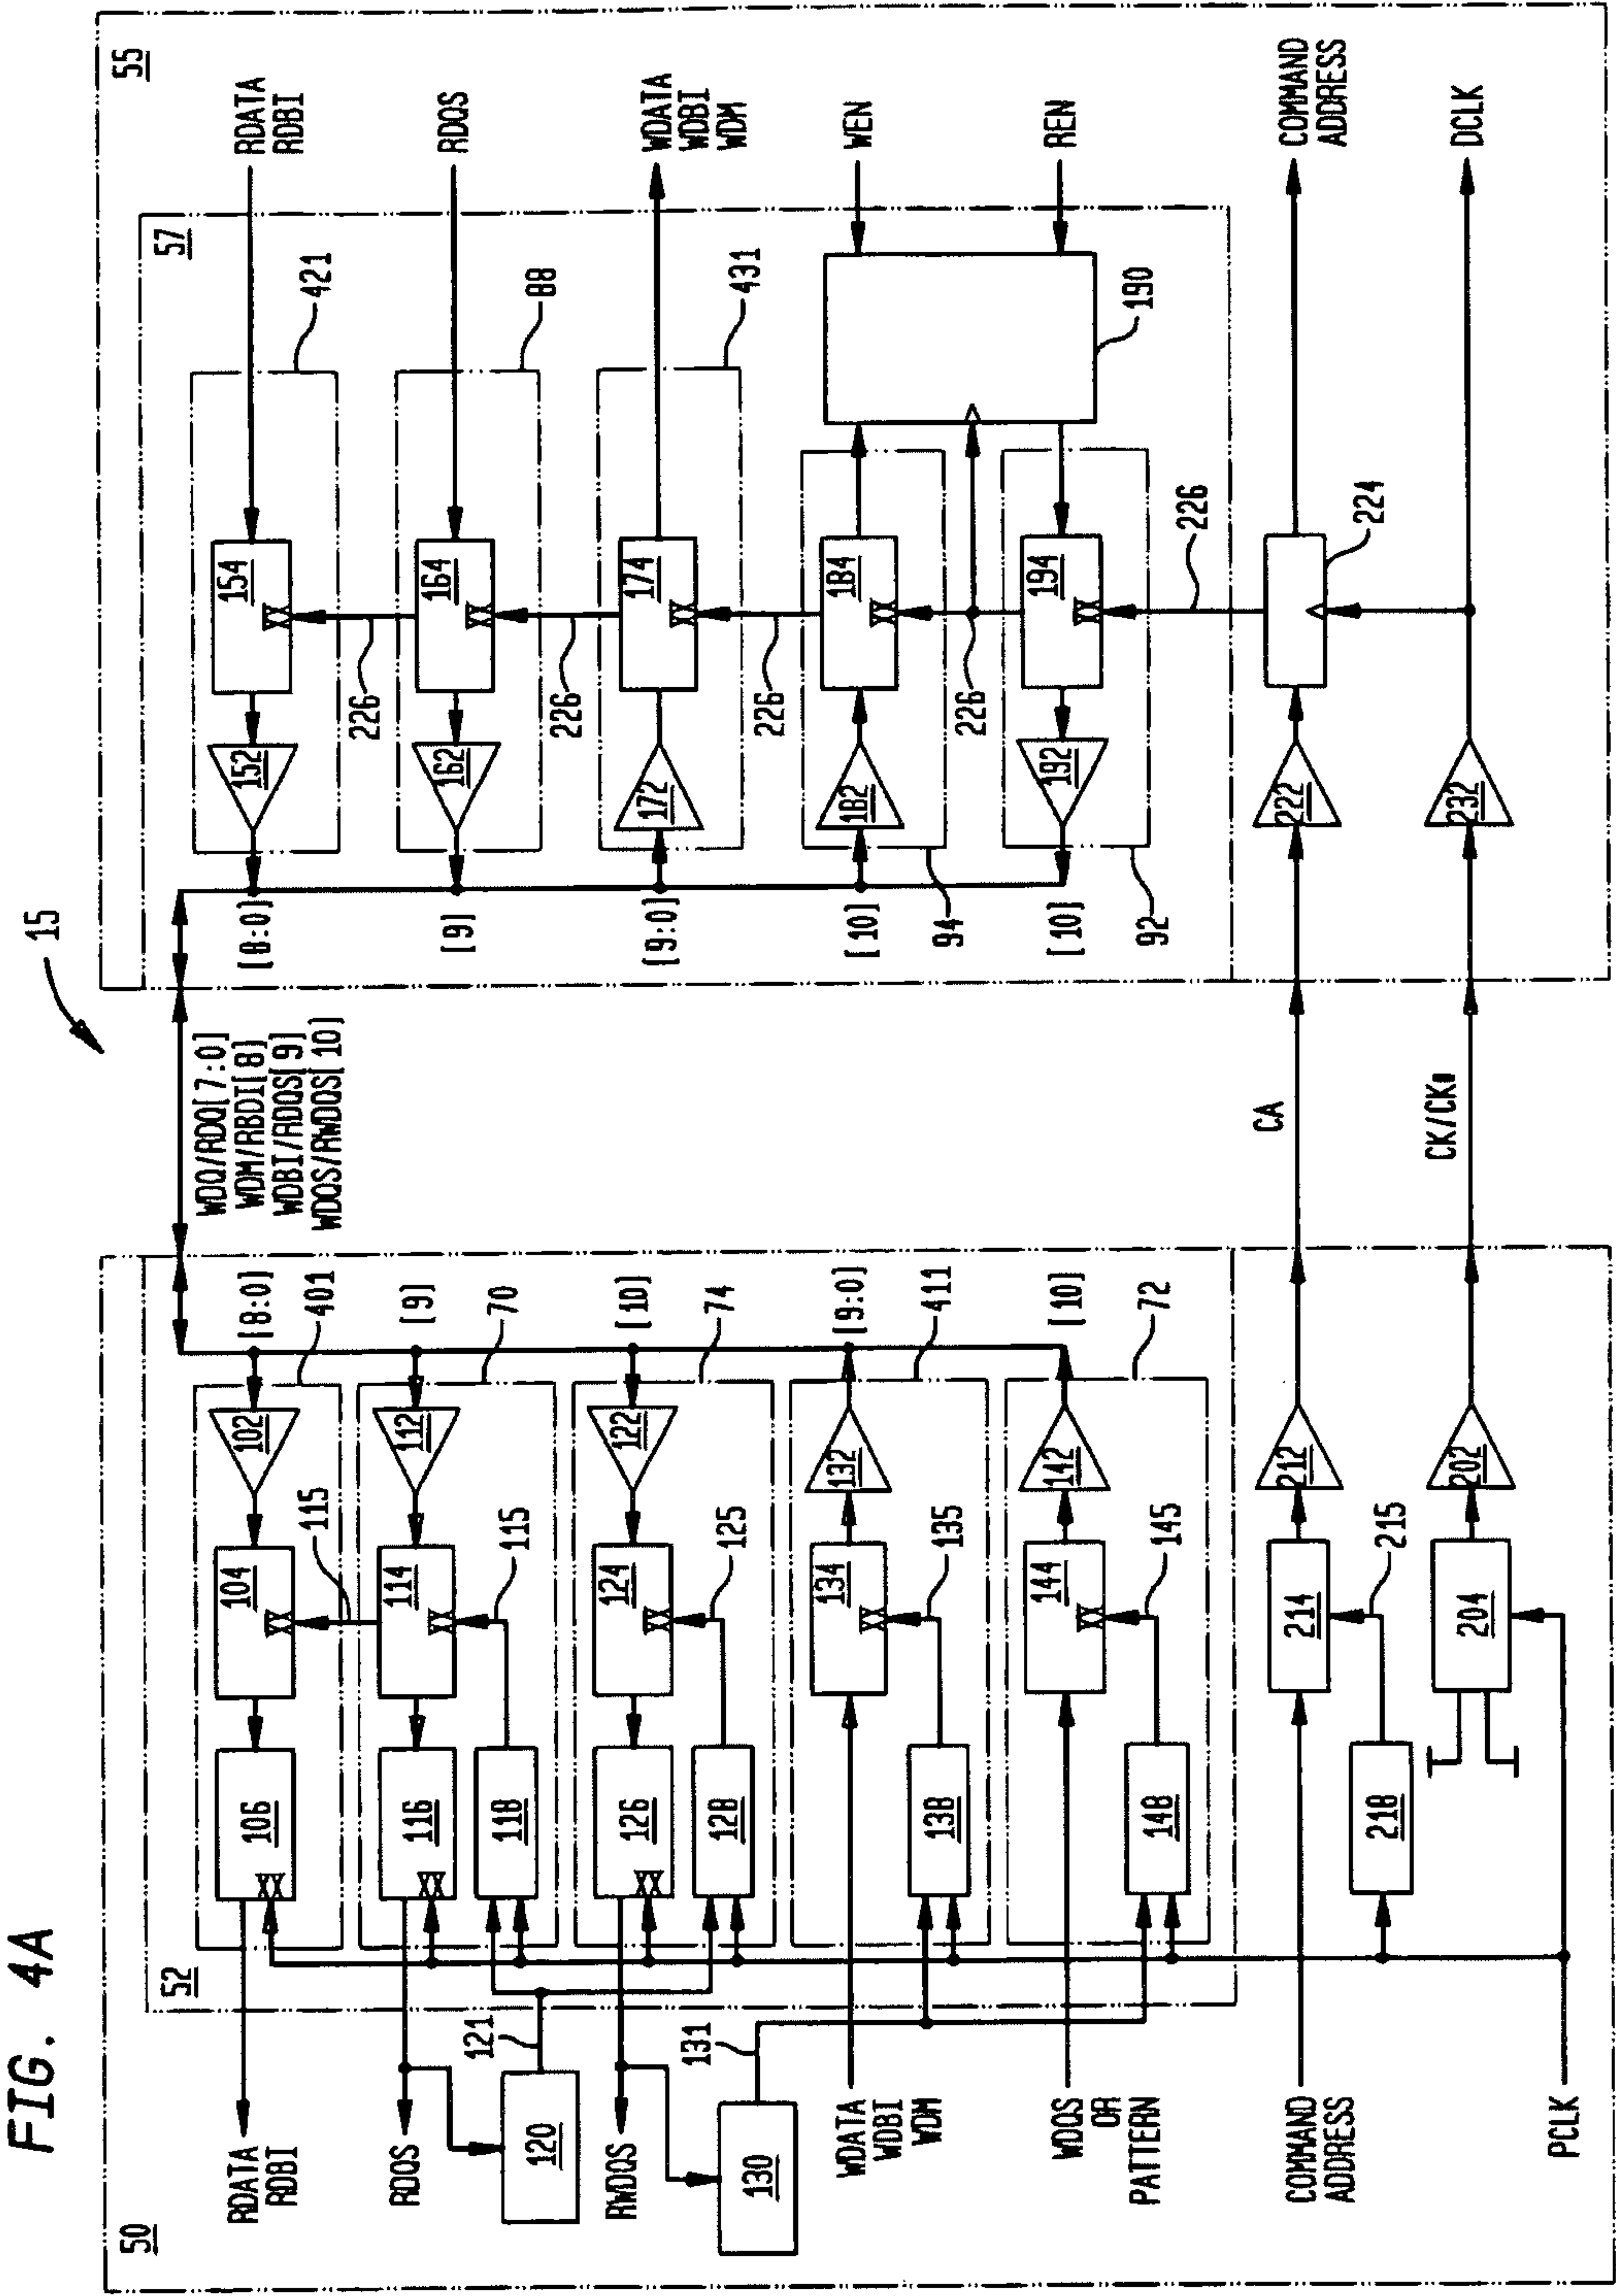 FIG. 4A
15
50
52
RDATA
RDBI
RDQS
120
121
RWDQS
130
131
WDATA
WDBI
WDM
WDQS
OR
PATTERN
COMMAND
ADDRESS
PCLK
106
104
102
115
[8:0]
401
116
114
112
118
115
[9]
70
126
124
122
128
125
[10]
74
134
132
138
135
[9:0]
411
144
142
148
145
[10]
72
214
212
218
215
204
202
WDQ/RDQ[7:0]
WDM/RBDI[8]
WDBI/RDQS[9]
WDQS/RWDQS[10]
CA
CK/CK#
55
57
[8:0]
152
154
226
421
RDATA
RDBI
[9]
162
164
226
88
RDQS
[9:0]
172
174
226
431
WDATA
WDBI
WDM
[10]
182
184
94
226
WEN
190
REN
[10]
192
194
92
226
222
224
COMMAND
ADDRESS
232
DCLK